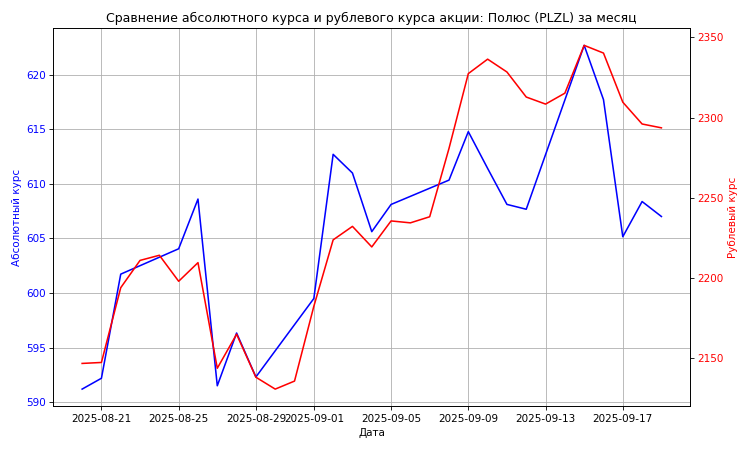 Сравнение абсолютного курса и рублевого курса акции: Полюс (PLZL) за месяц
Абсолютный курс
620
615
610
605
600
595
590
2350
2300
2250
2200
2150
Рублевый курс
2025-08-21 2025-08-25 2025-08-29 2025-09-01 2025-09-05 2025-09-09 2025-09-13 2025-09-17
Дата